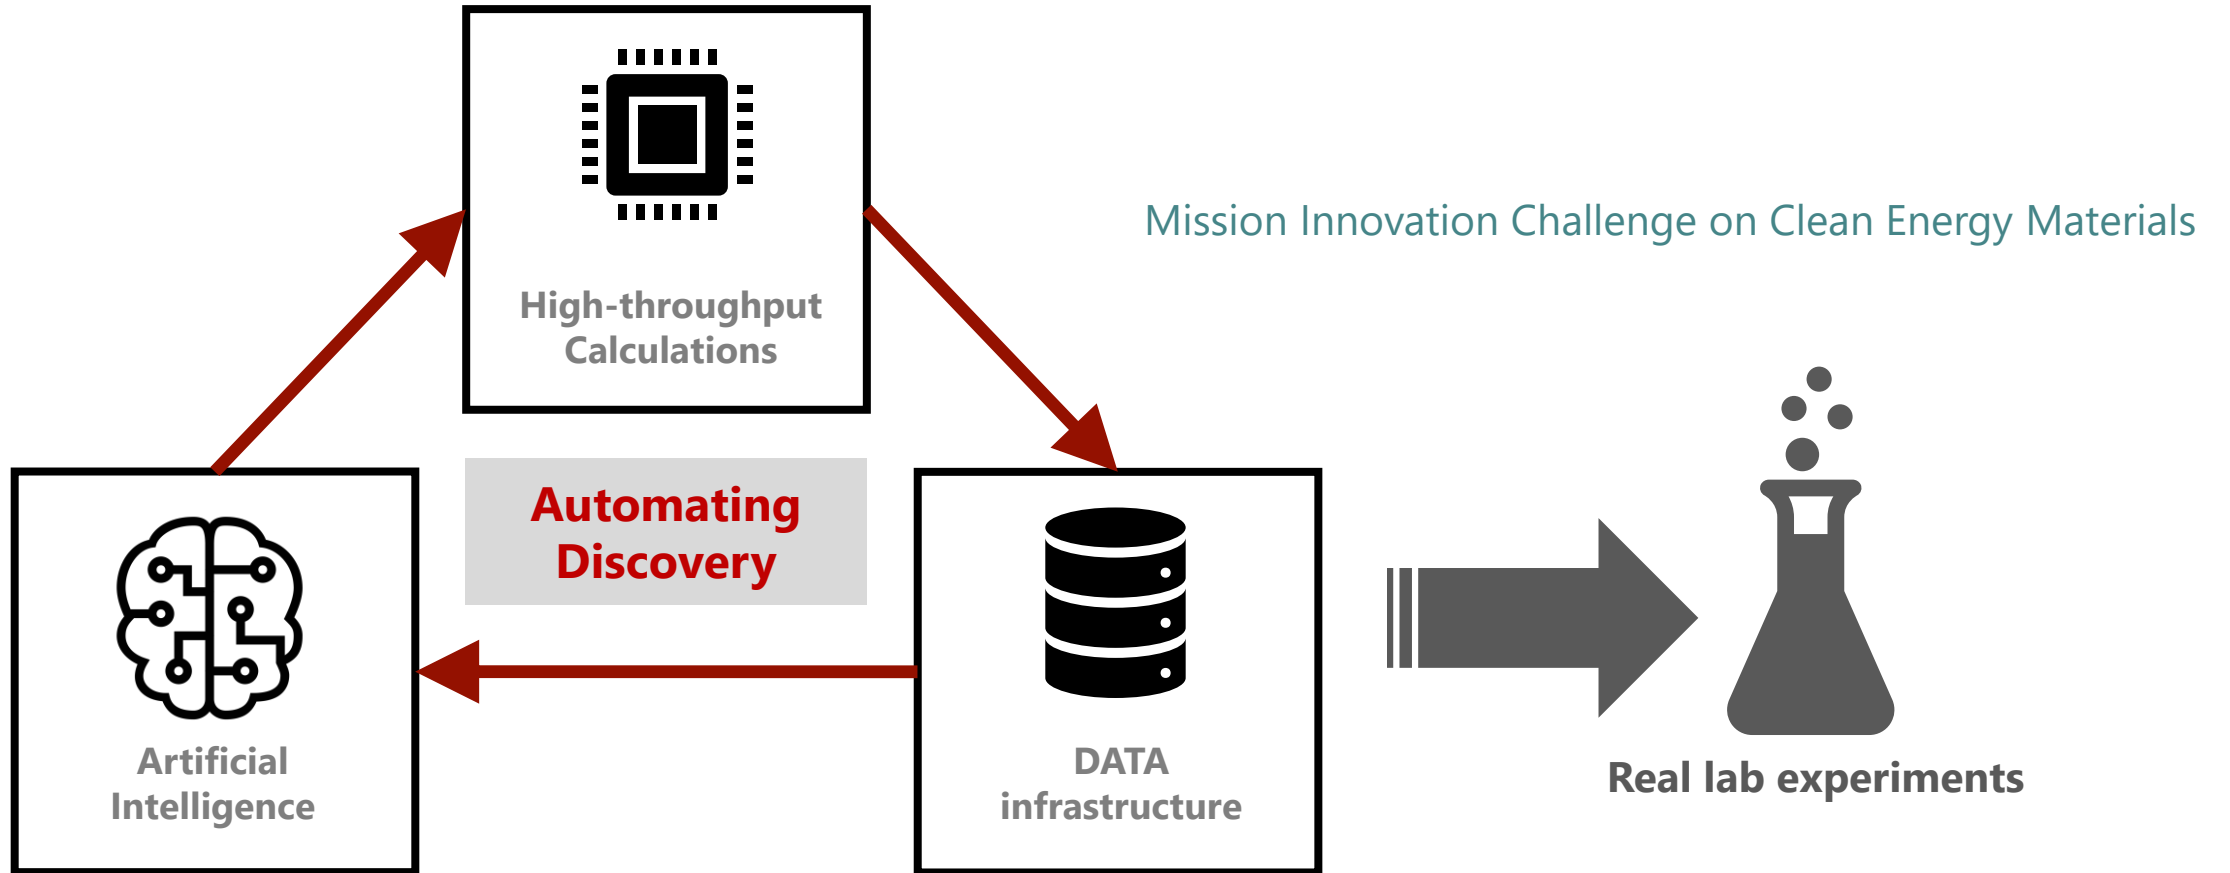 High-throughput
Calculations
Mission Innovation Challenge on Clean Energy Materials
Automating
Discovery
Artificial
Intelligence
DATA
infrastructure
Real lab experiments